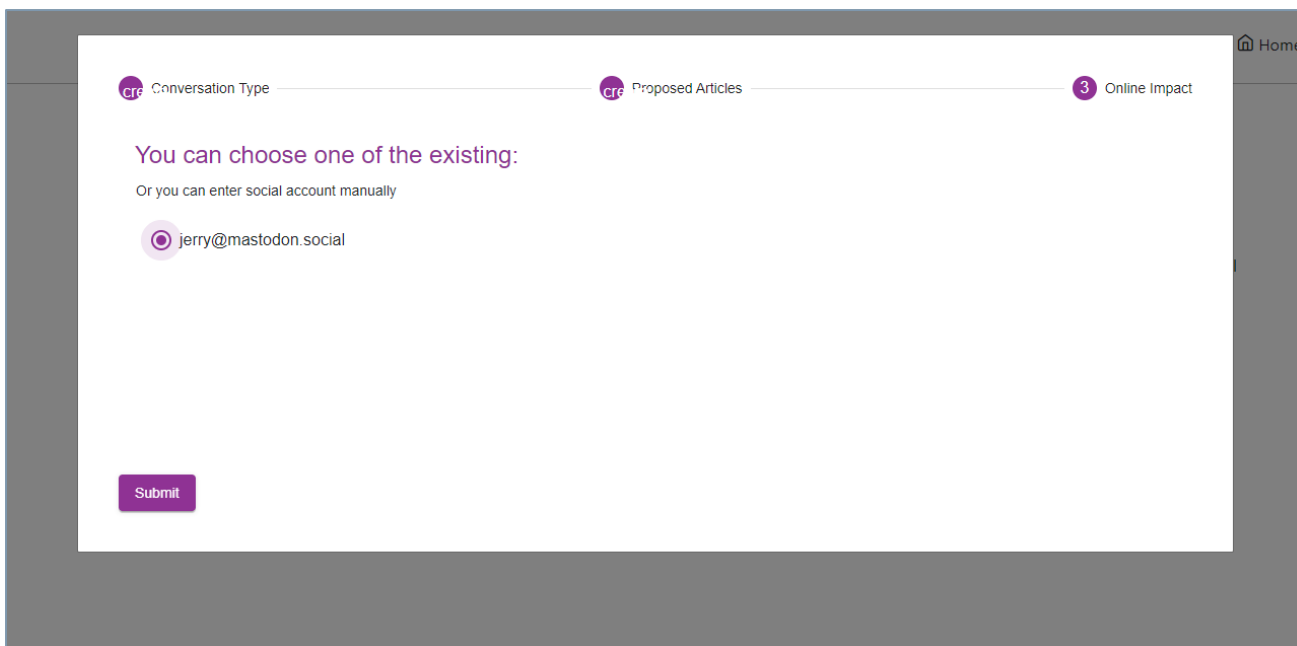 Home
cre Conversation Type cre Proposed Articles 3 Online Impact
You can choose one of the existing:
Or you can enter social account manually
jerry@mastodon.social
Submit